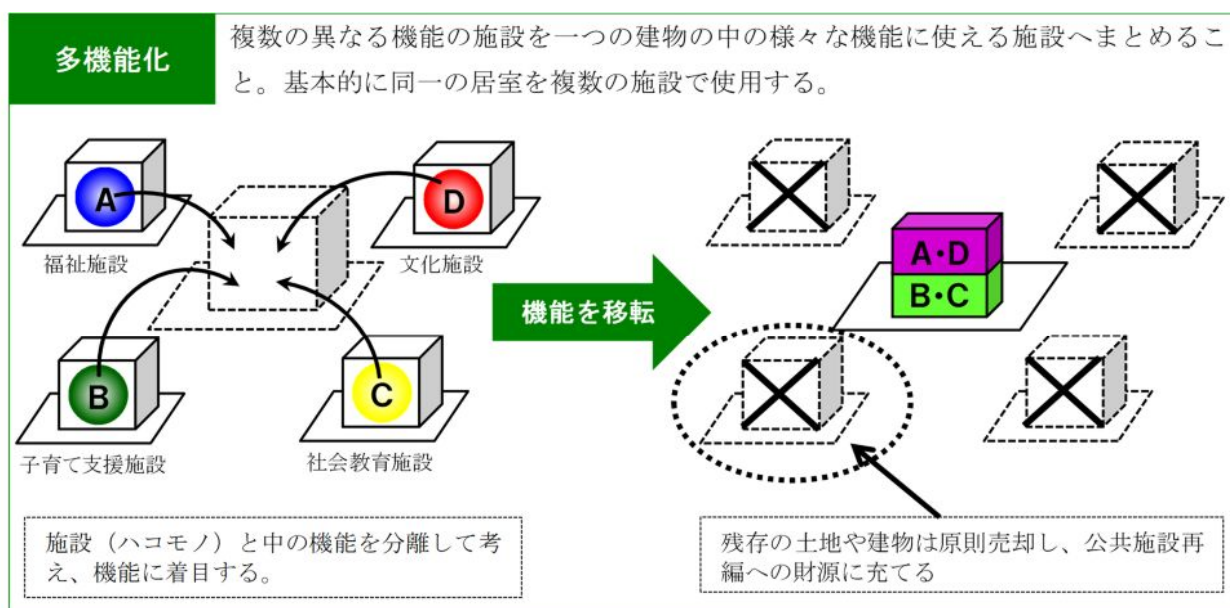 多機能化
複数の異なる機能の施設を一つの建物の中の様々な機能に使える施設へまとめるこ
と。基本的に同一の居室を複数の施設で使用する。
A
福祉施設
D
文化施設
B
子育て支援施設
C
社会教育施設
機能を移転
A・D
B・C
施設（ハコモノ）と中の機能を分離して考
え、機能に着目する。
残存の土地や建物は原則売却し、公共施設再
編への財源に充てる